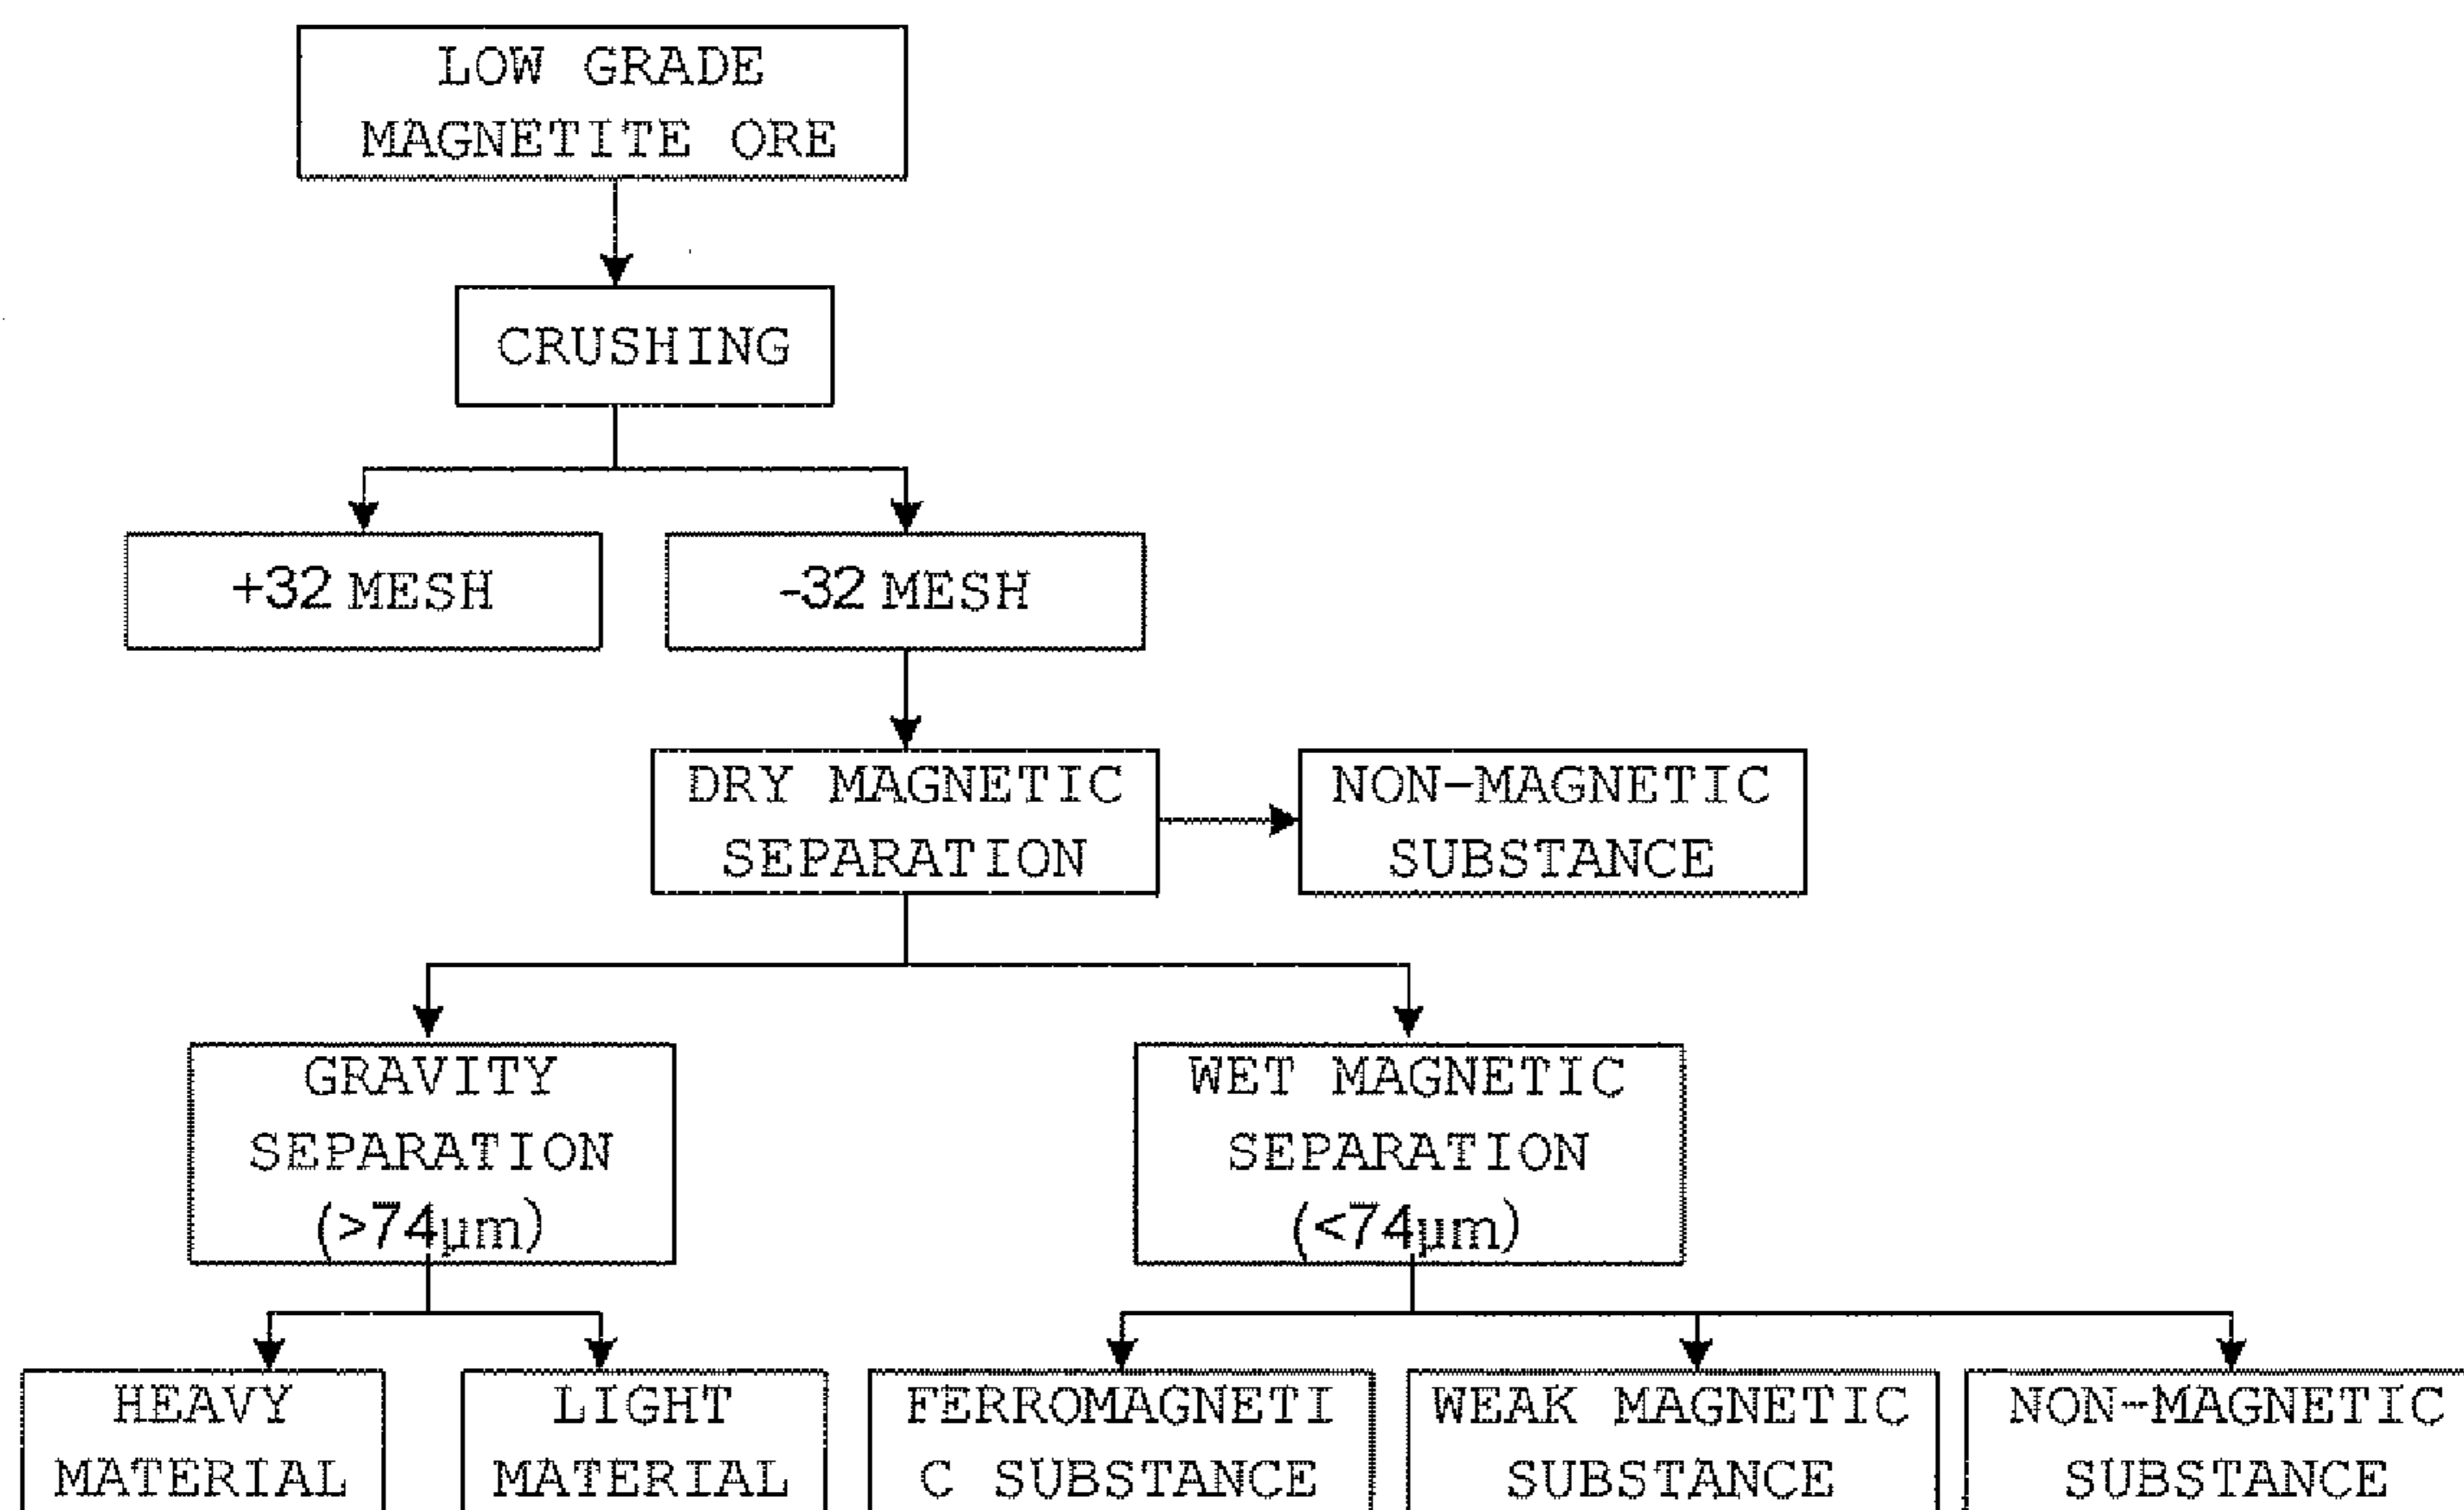 LOW GRADE
MAGNETITE ORE
CRUSHING
+32 MESH
-32 MESH
DRY MAGNETIC
SEPARATION
NON-MAGNETIC
SUBSTANCE
GRAVITY
SEPARATION
(>74μm)
WET MAGNETIC
SEPARATION
(<74μm)
HEAVY
MATERIAL
LIGHT
MATERIAL
FERROMAGNETI
C SUBSTANCE
WEAK MAGNETIC
SUBSTANCE
NON-MAGNETIC
SUBSTANCE